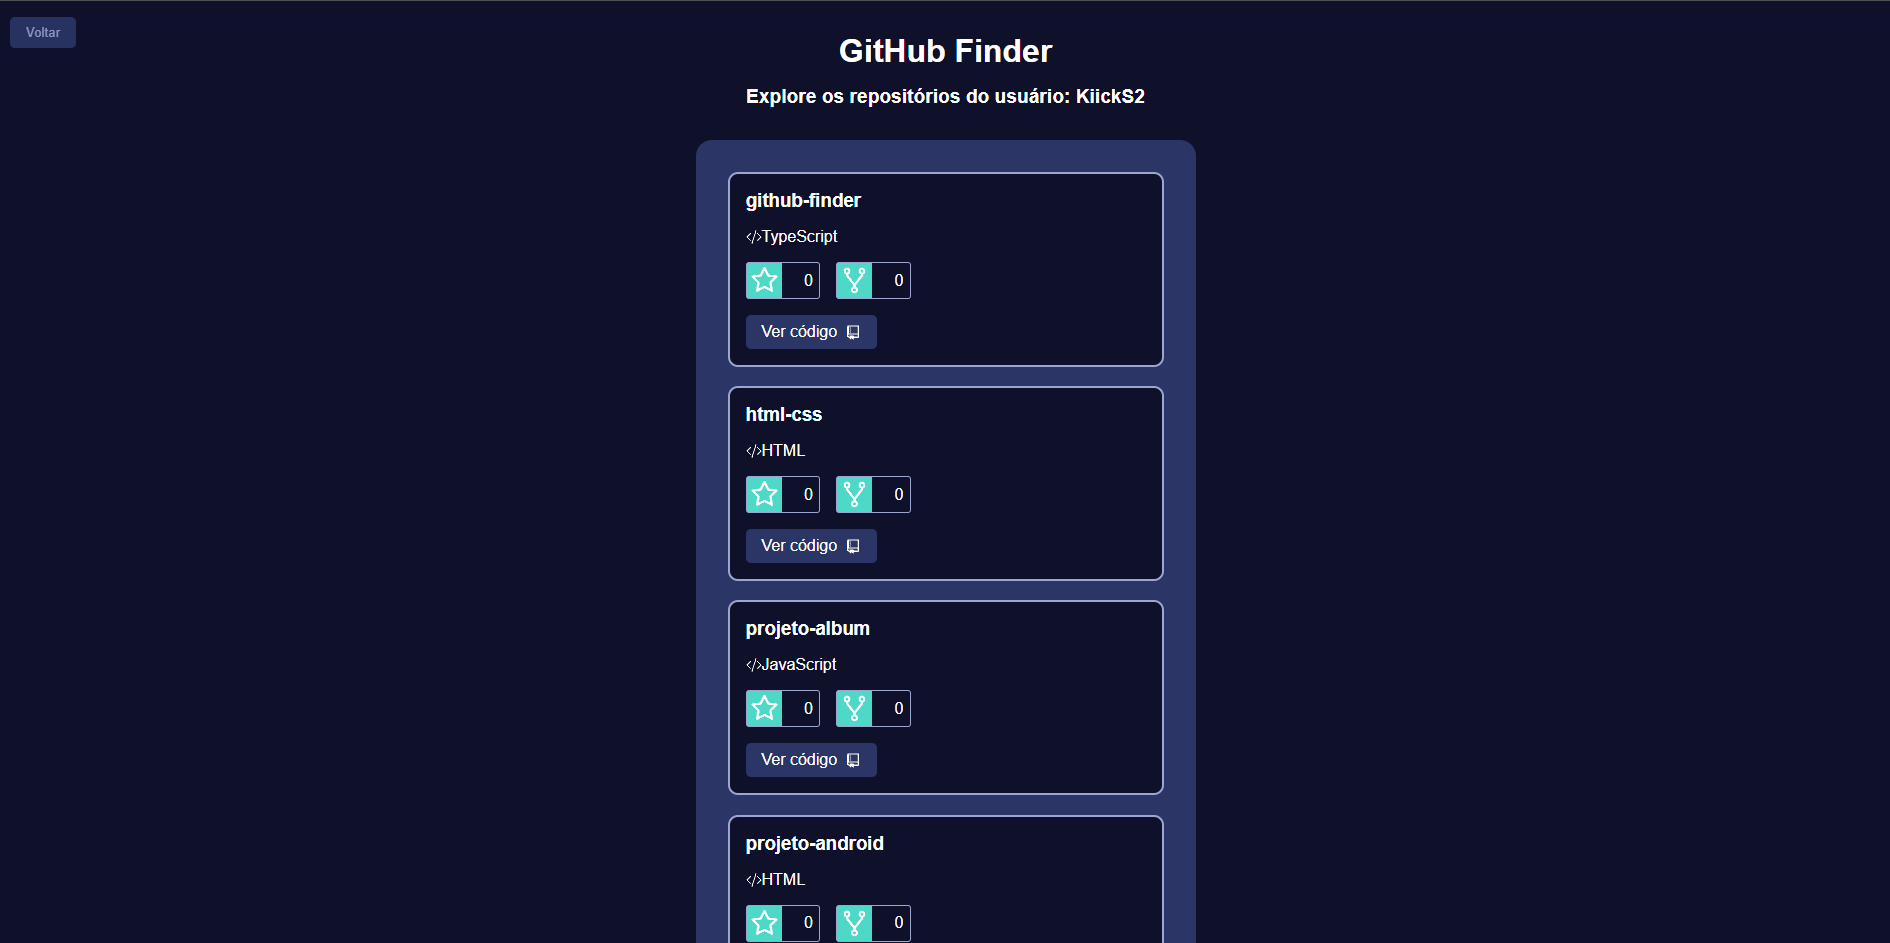 Voltar
GitHub Finder
Explore os repositórios do usuário: KiickS2
github-finder
</>TypeScript
0 0
Ver código
html-css
</>HTML
0 0
Ver código
projeto-album
</>JavaScript
0 0
Ver código
projeto-android
</>HTML
0 0